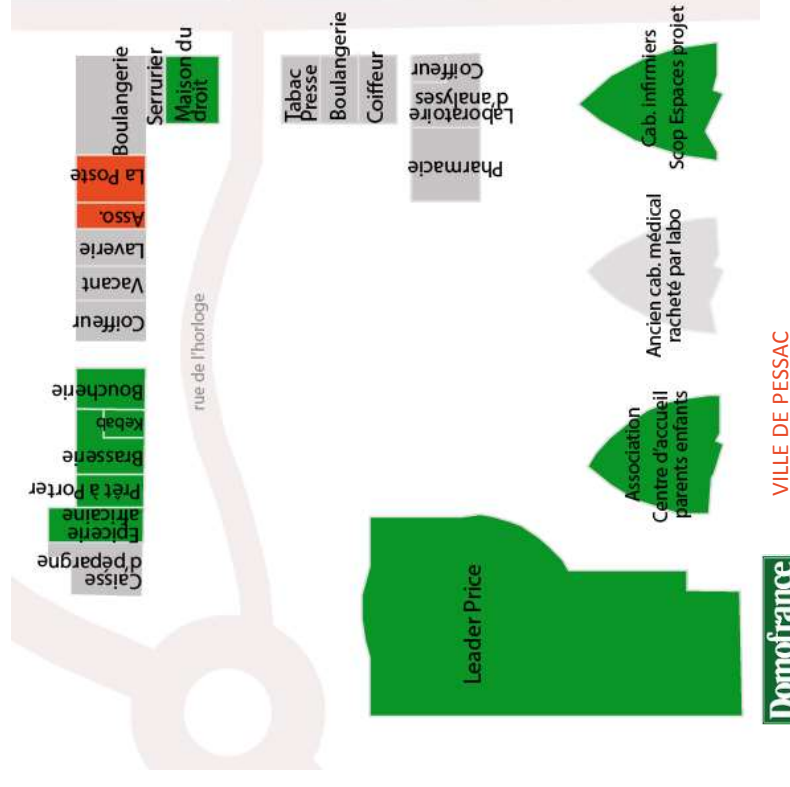 Boulangerie
Serrurier
Maison du
droit
La Poste
Asso.
Laverie
Vacant
Coiffeur
Boucherie
Kebab
Brasserie
Prêt à Porter
Epicerie
africaine
Caisse
d'épargne
rue de l'horloge
Tabac
Presse
Boulangerie
Coiffeur
Coiffeur
Laboratoire
d'analyses
Pharmacie
Cab. infirmiers
Scop Espaces projet
Ancien cab. médical
racheté par labo
Association
Centre d'accueil
parents enfants
Leader Price
VILLE DE PESSAC
Domofrance